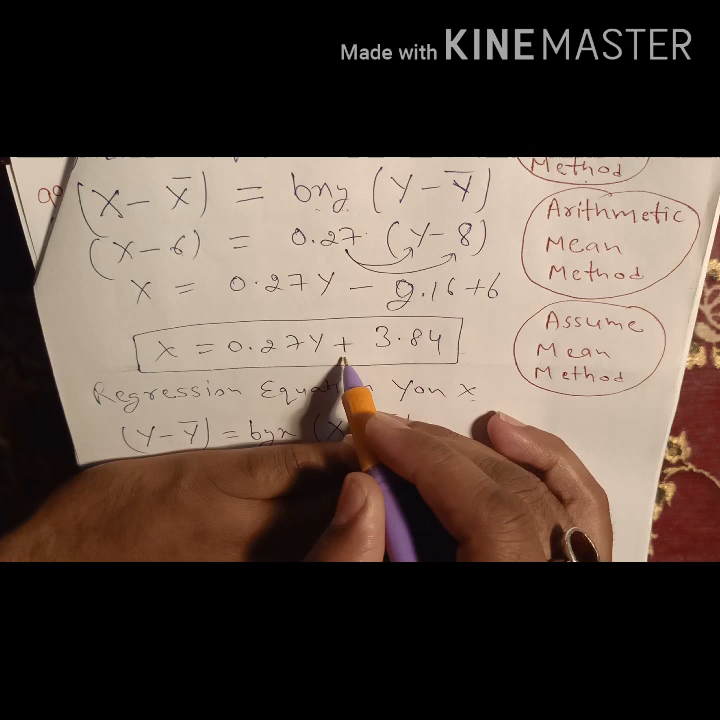 Made with KINEMASTER
Method
(X - X̄) = bxy (Y - Ȳ)
(X - 6) = 0.27 (Y - 8)
X = 0.27Y - 2.16 + 6
X = 0.27Y + 3.84
Regression Equation Y on X
(Y - Ȳ) = byx (X
Arithmetic
Mean
Method
Assume
Mean
Method